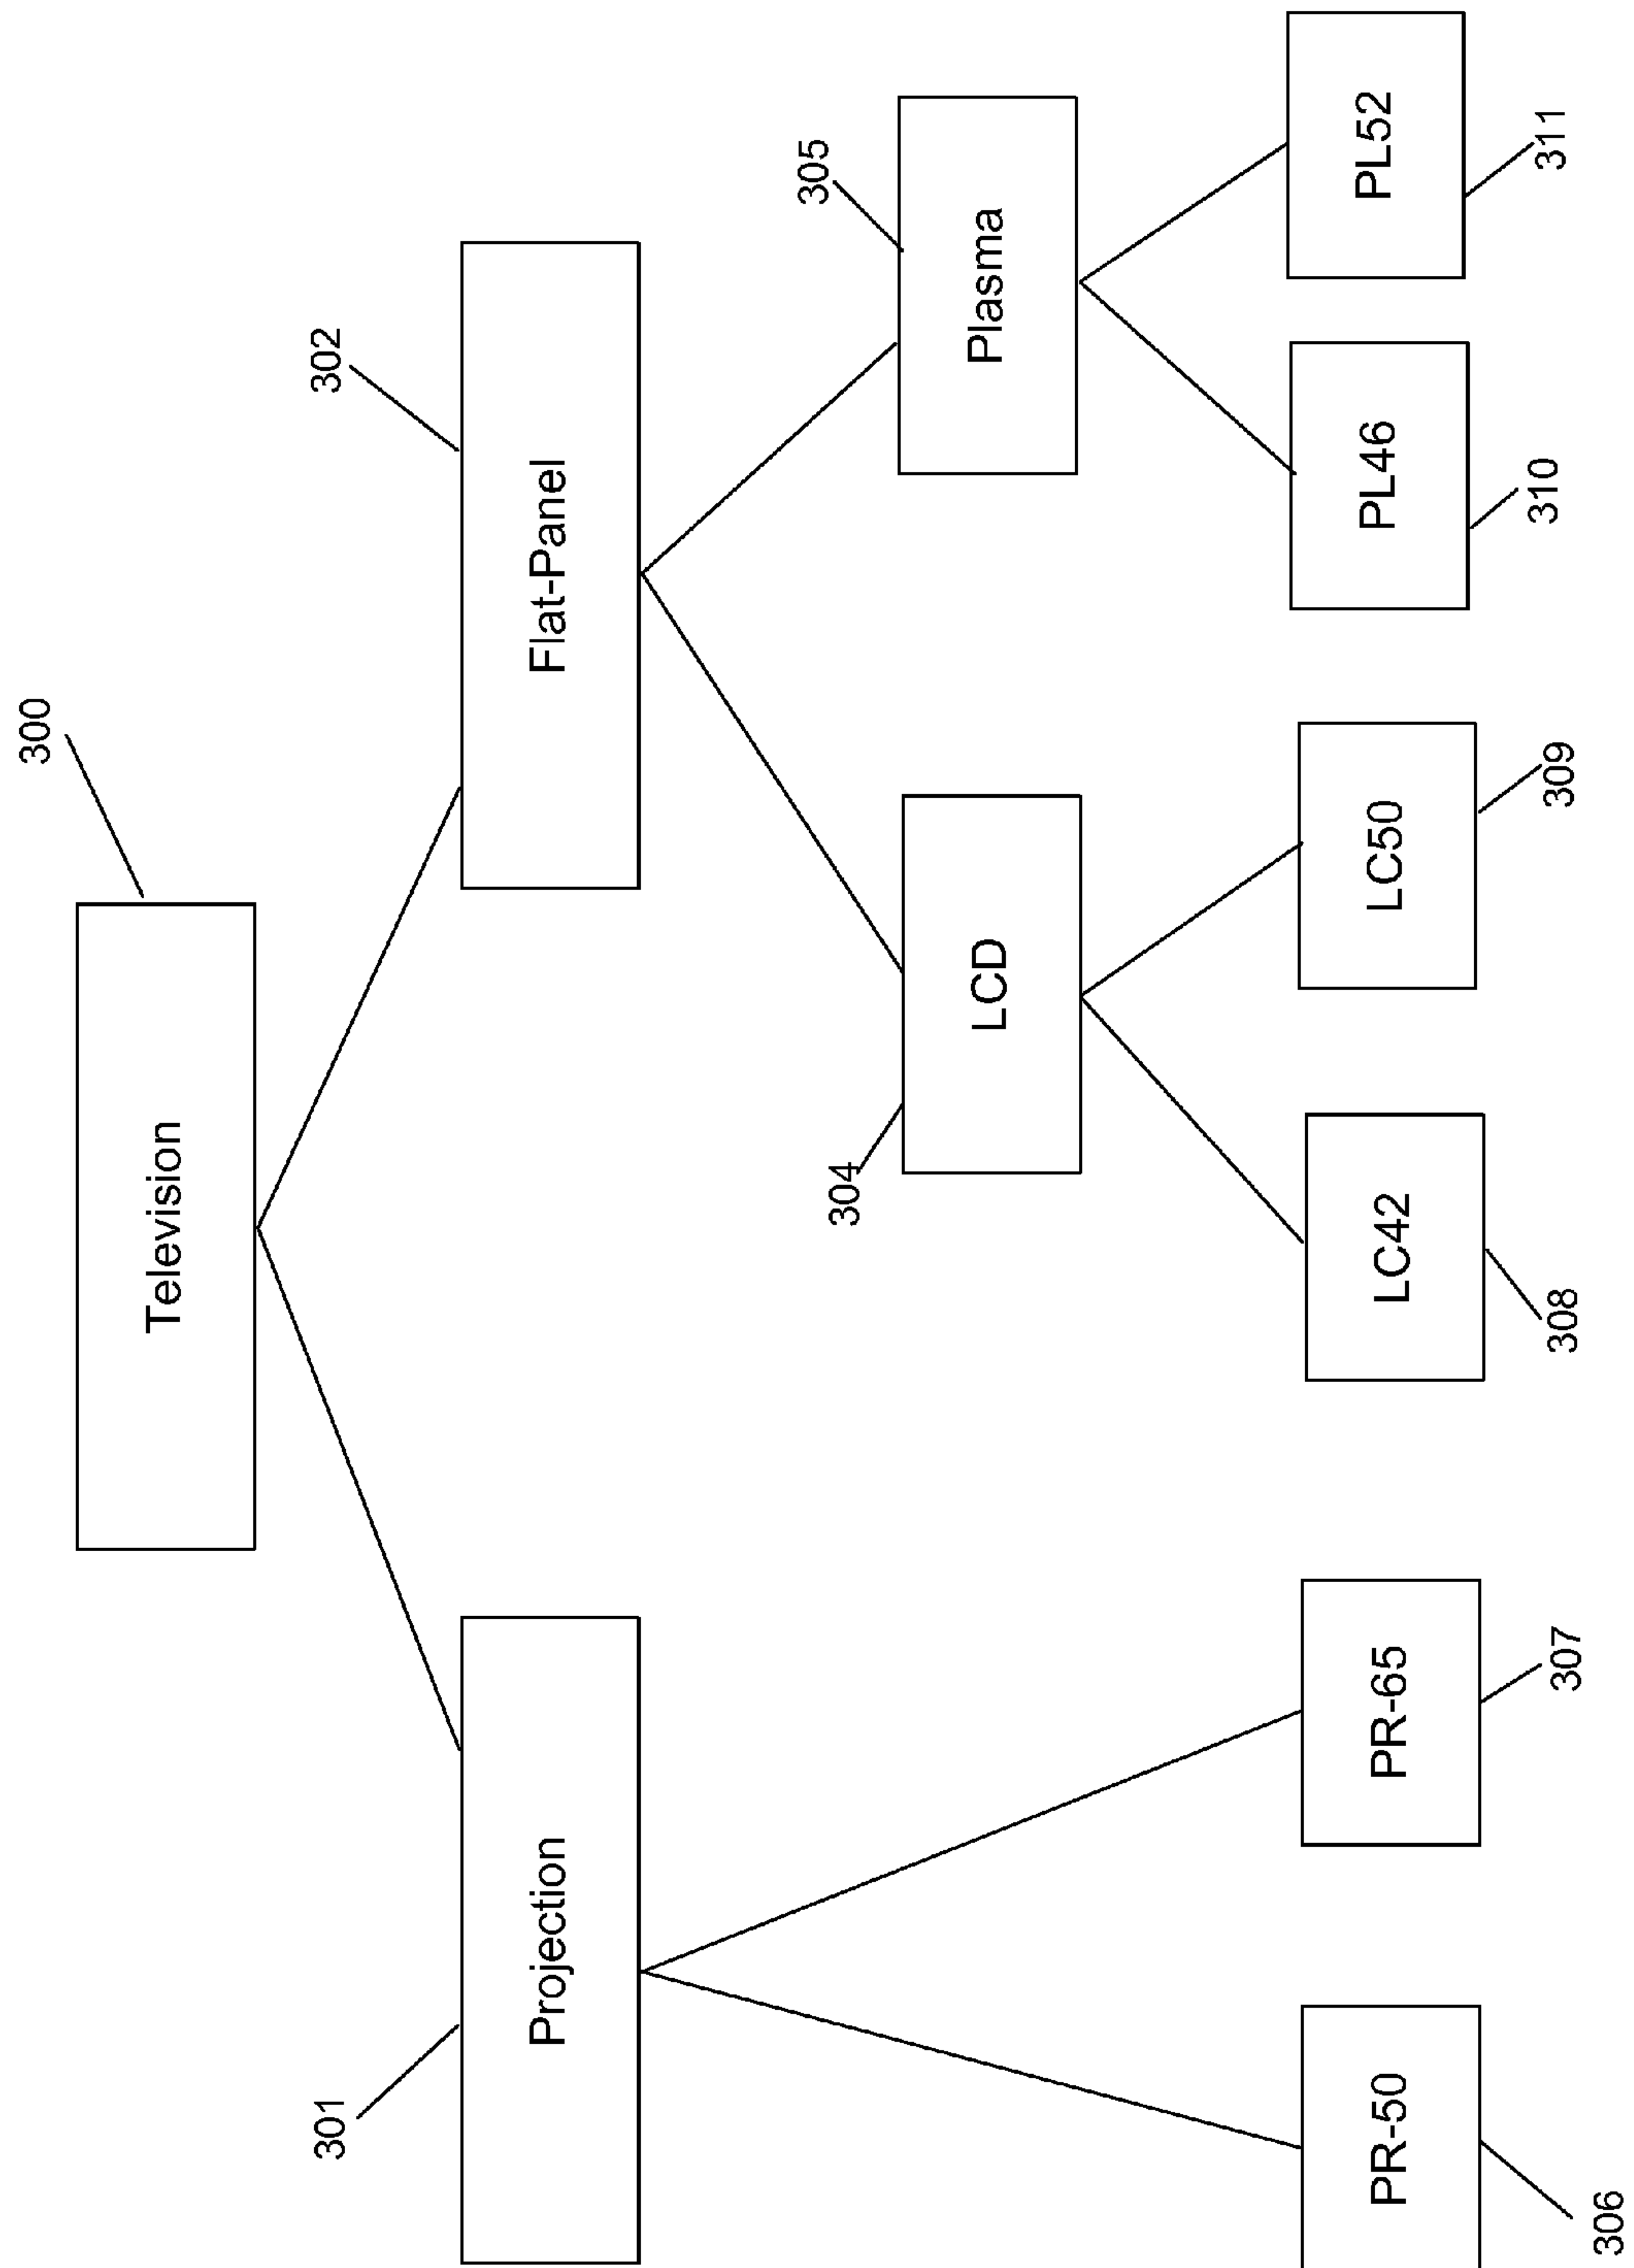 300
Television
301
302
Projection
Flat-Panel
304
305
LCD
Plasma
PR-50
PR-65
LC42
LC50
PL46
PL52
306
307
308
309
310
311